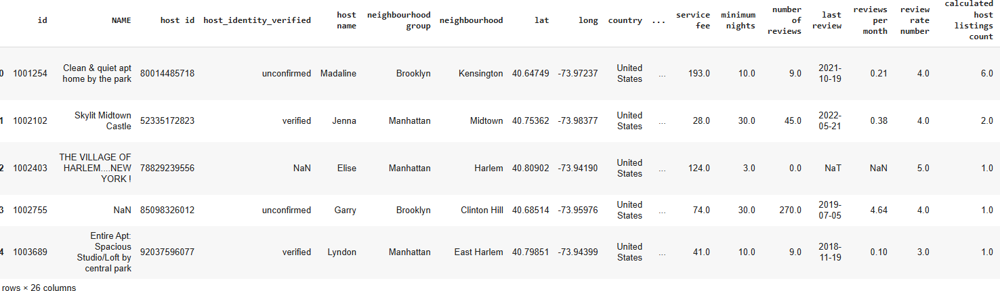 id NAME host id host_identity_verified host name neighbourhood group neighbourhood lat long country ... service fee minimum nights number of reviews last review reviews per month review rate number calculated host listings count
0 1001254 Clean & quiet apt home by the park 80014485718 unconfirmed Madaline Brooklyn Kensington 40.64749 -73.97237 United States ... 193.0 10.0 9.0 2021-10-19 0.21 4.0 6.0
1 1002102 Skylit Midtown Castle 52335172823 verified Jenna Manhattan Midtown 40.75362 -73.98377 United States ... 28.0 30.0 45.0 2022-05-21 0.38 4.0 2.0
2 1002403 THE VILLAGE OF HARLEM....NEW YORK ! 78829239556 NaN Elise Manhattan Harlem 40.80902 -73.94190 United States ... 124.0 3.0 0.0 NaT NaN 5.0 1.0
3 1002755 NaN 85098326012 unconfirmed Garry Brooklyn Clinton Hill 40.68514 -73.95976 United States ... 74.0 30.0 270.0 2019-07-05 4.64 4.0 1.0
4 1003689 Entire Apt: Spacious Studio/Loft by central park 92037596077 verified Lyndon Manhattan East Harlem 40.79851 -73.94399 United States ... 41.0 10.0 9.0 2018-11-19 0.10 3.0 1.0
rows × 26 columns